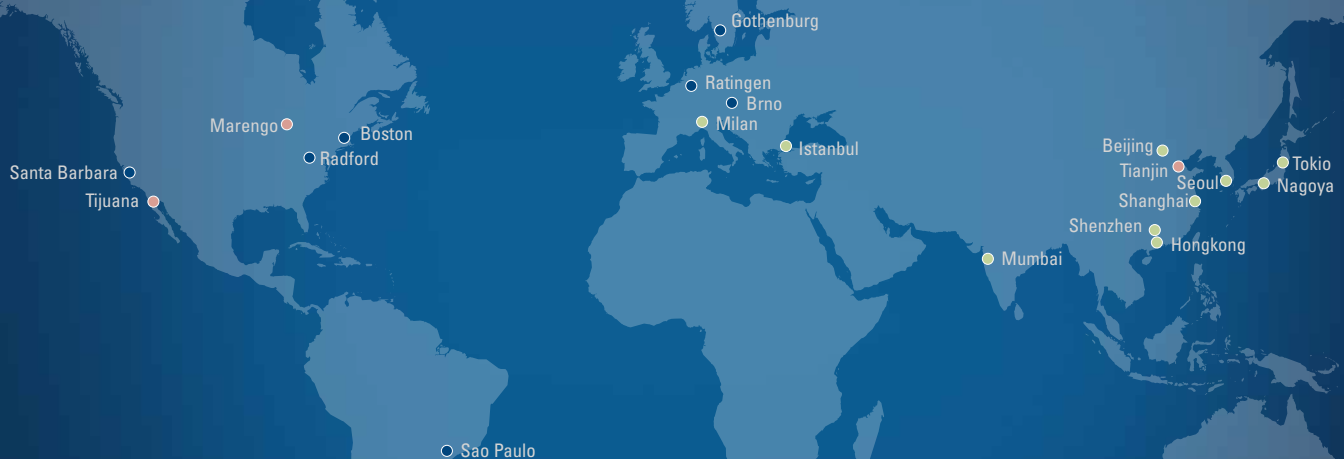 Gothenburg
Ratingen
Brno
Milan
Istanbul
Marengo
Boston
Radford
Santa Barbara
Tijuana
Beijing
Tianjin
Seoul
Tokio
Nagoya
Shanghai
Shenzhen
Hongkong
Mumbai
Sao Paulo